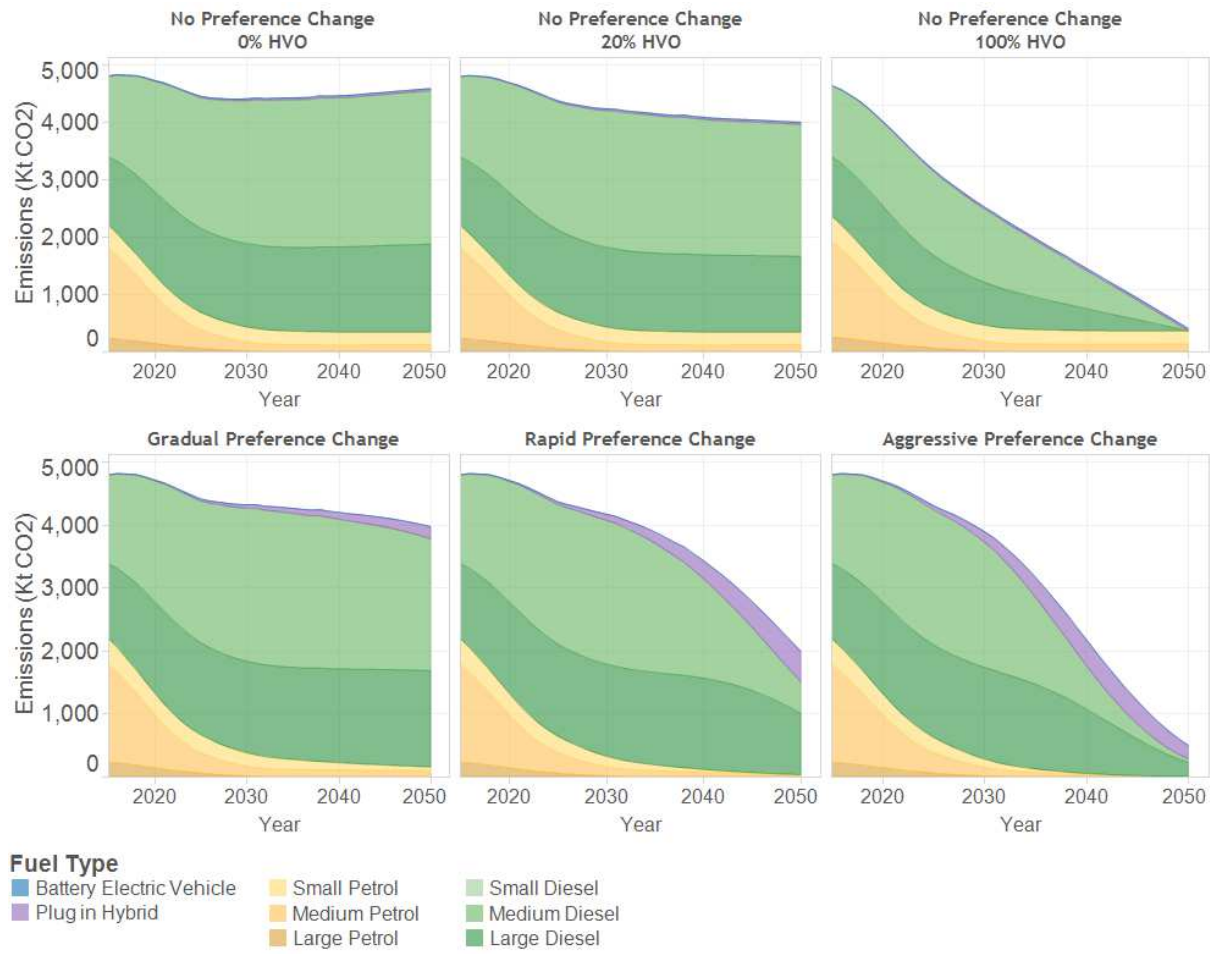 No Preference Change
0% HVO
No Preference Change
20% HVO
No Preference Change
100% HVO
Emissions (Kt CO2)
5,000
4,000
3,000
2,000
1,000
0
2020 2030 2040 2050
Year
2020 2030 2040 2050
Year
2020 2030 2040 2050
Year
Gradual Preference Change
Rapid Preference Change
Aggressive Preference Change
Emissions (Kt CO2)
5,000
4,000
3,000
2,000
1,000
0
2020 2030 2040 2050
Year
2020 2030 2040 2050
Year
2020 2030 2040 2050
Year
Fuel Type
Battery Electric Vehicle
Plug in Hybrid
Small Petrol
Medium Petrol
Large Petrol
Small Diesel
Medium Diesel
Large Diesel